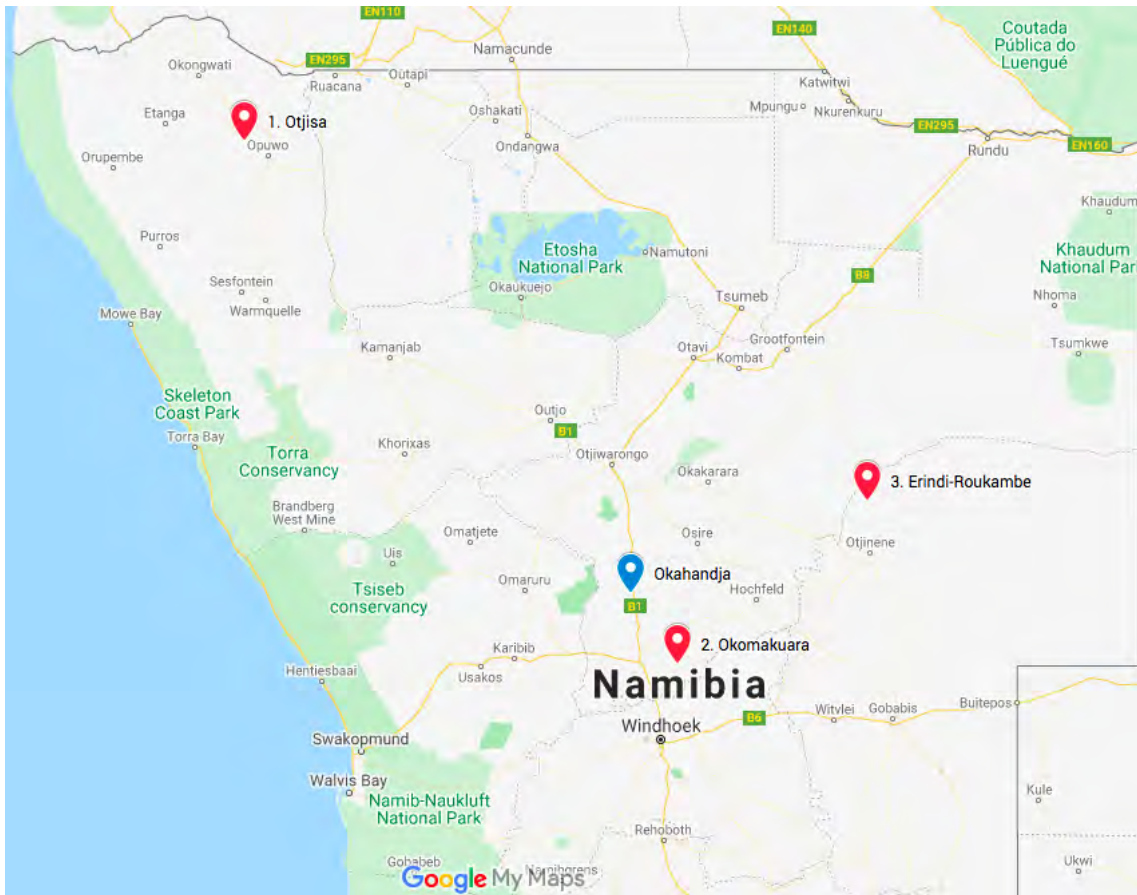 EN110
EN140
Coutada
Pública do
Luengué
Namacunde
EN295
Okongwati
Ruacana
Outapi
Katwitwi
Oshakati
Mpungu
Nkurenkuru
Etanga
1. Otjisa
EN295
Ondangwa
Rundu
EN160
Opuwo
Orupembe
Khaudum
Purros
Etosha
National Park
Namutoni
Khaudum
National Par
B8
Sesfontein
Okaukuejo
Warmquelle
Nhoma
Tsumeb
Mowe Bay
Grootfontein
Kamanjab
Otavi
Kombat
Tsumkwe
Skeleton
Coast Park
Outjo
B1
Torra Bay
Khorixas
Torra
Conservancy
Otjiwarongo
Okakarara
3. Erindi-Roukambe
Brandberg
West Mine
Omatjete
Osire
Otjinene
Uis
Okahandja
Tsiseb
conservancy
Omaruru
Hochfeld
B1
Karibib
2. Okomakuara
Hentiesbaai
Usakos
Namibia
Buitepos
Witvlei
Gobabis
B6
Windhoek
Swakopmund
Walvis Bay
Kule
Namib-Naukluft
National Park
Rehoboth
Gobabeb
Ukwi
Google My Maps